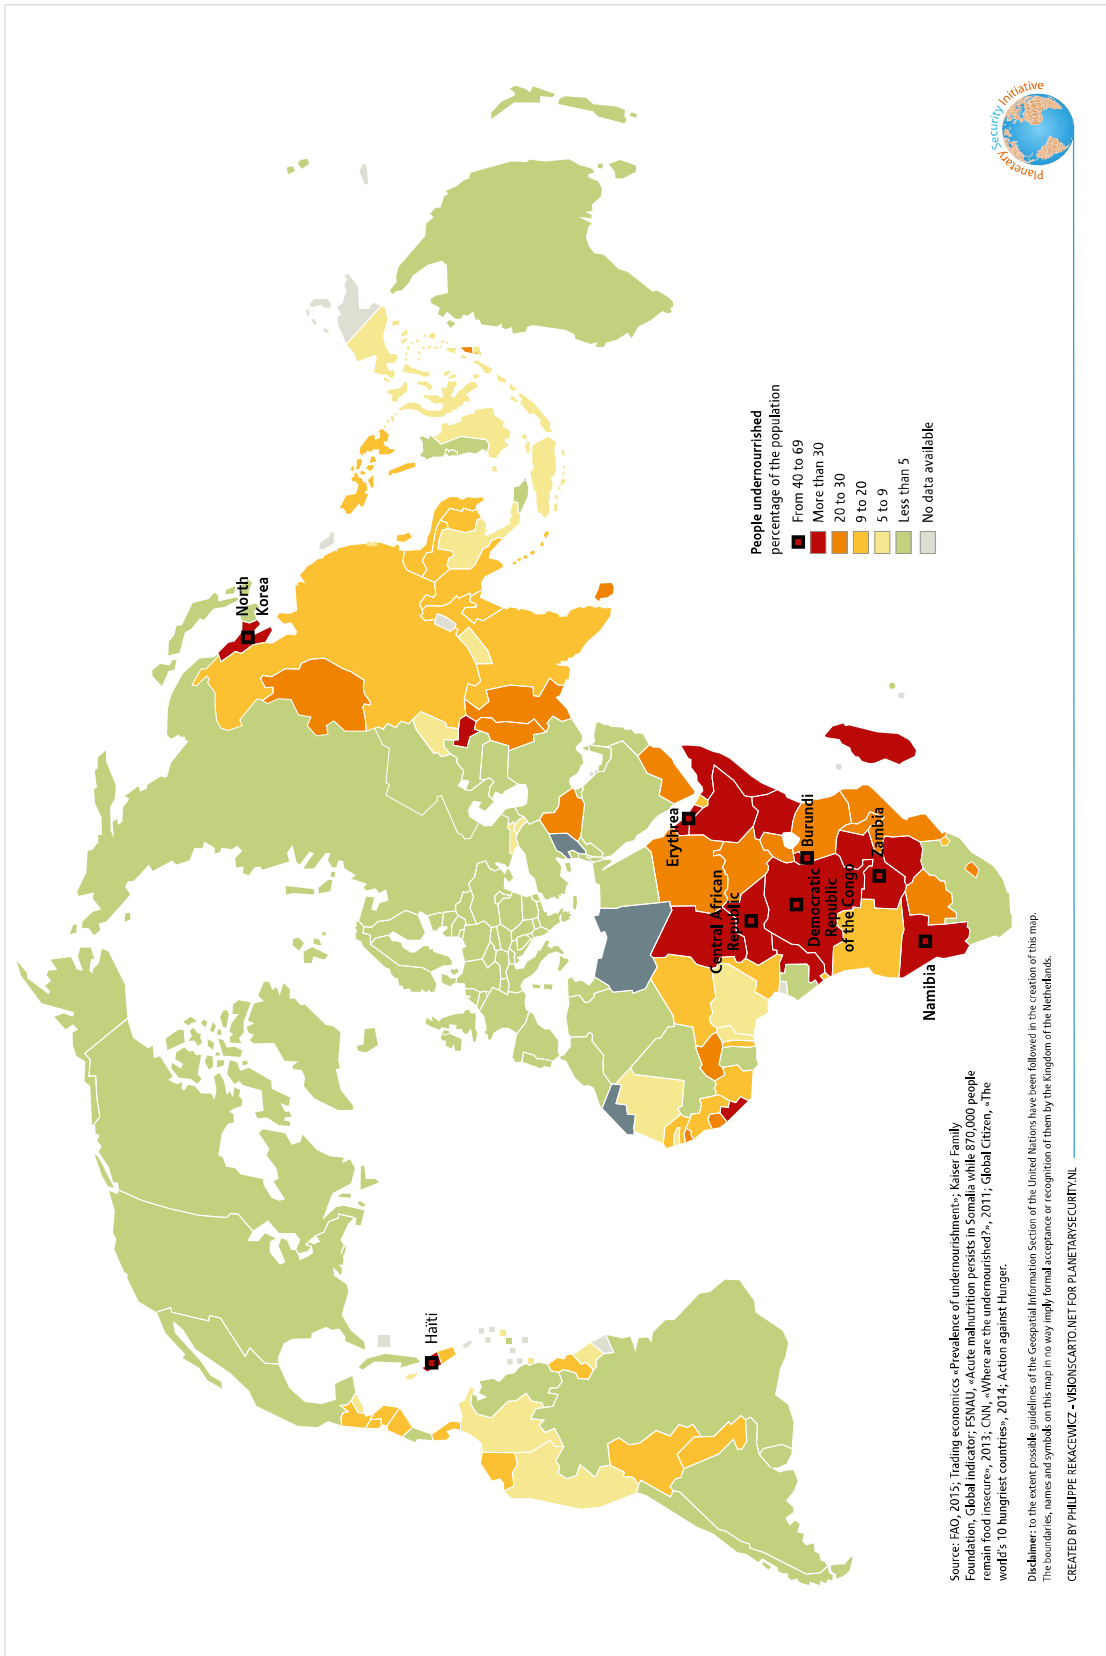 Planetary Security Initiative
North
Korea
Haïti
Erythrea
Central African
Republic
Democratic
Republic
of the Congo
Burundi
Zambia
Namibia
People undernourrished
percentage of the population
From 40 to 69
More than 30
20 to 30
9 to 20
5 to 9
Less than 5
No data available
Source: FAO, 2015; Trading economiccs «Prevalence of undernourishment»; Kaiser Family
Foundation, Global indicator; FSNAU, «Acute malnutrition persists in Somalia while 870,000 people
remain food insecure», 2013; CNN, «Where are the undernourished?», 2011; Global Citizen, «The
world's 10 hungriest countries», 2014; Action against Hunger.
Disclaimer: to the extent possible guidelines of the Geospatial Information Section of the United Nations have been followed in the creation of this map.
The boundaries, names and symbols on this map in no way imply formal acceptance or recognition of them by the Kingdom of the Netherlands.
CREATED BY PHILIPPE REKACEWICZ – VISIONSCARTO.NET FOR PLANETARYSECURITY.NL